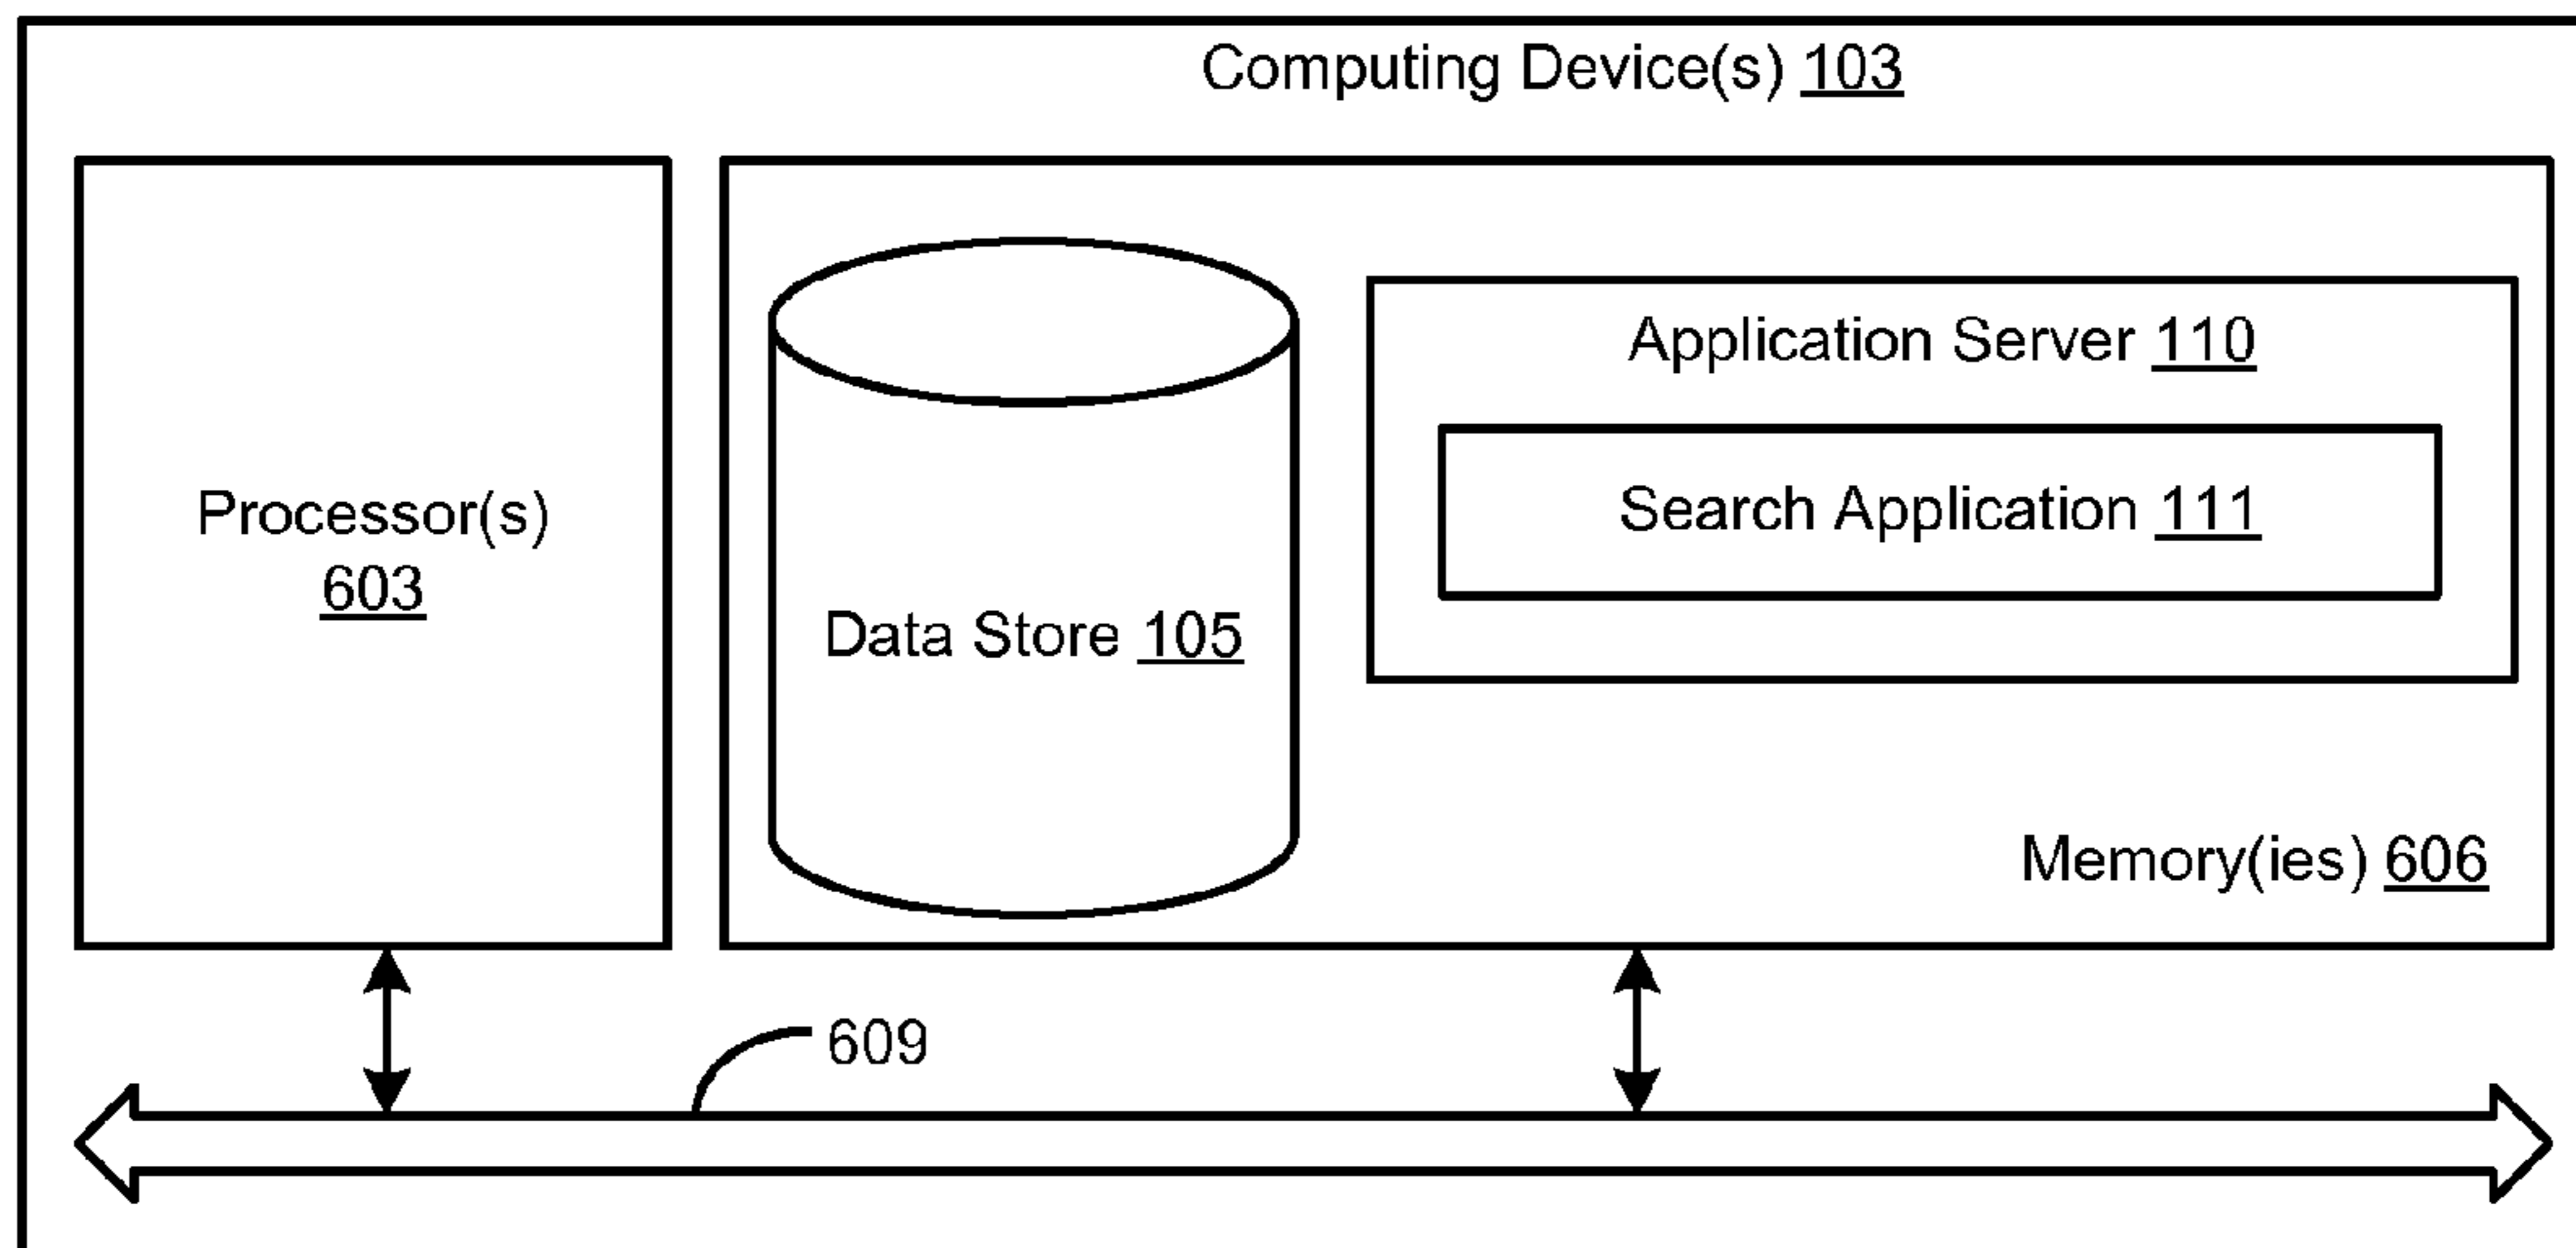 Computing Device(s) 103
Processor(s)
603
Data Store 105
Application Server 110
Search Application 111
Memory(ies) 606
609